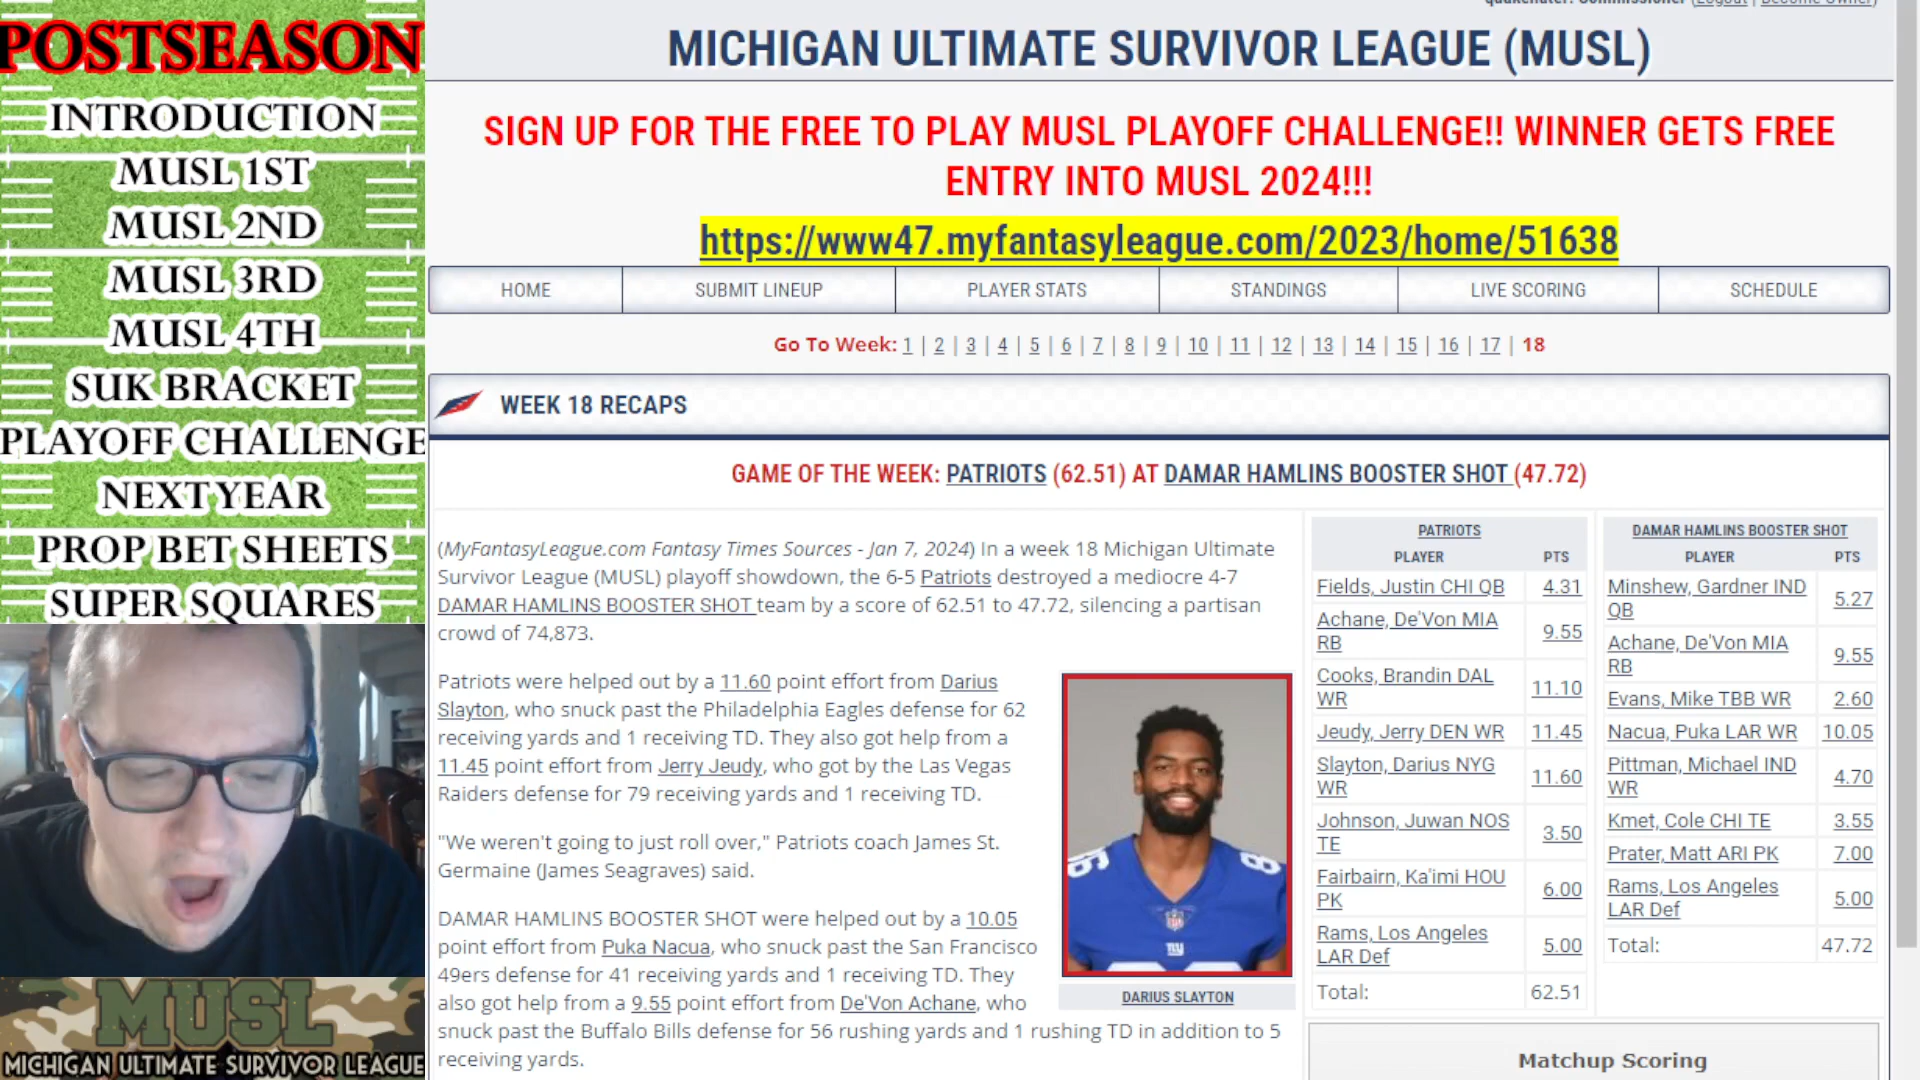 POSTSEASON
INTRODUCTION
MUSL 1ST
MUSL 2ND
MUSL 3RD
MUSL 4TH
SUK BRACKET
PLAYOFF CHALLENGE
NEXT YEAR
PROP BET SHEETS
SUPER SQUARES
MUSL
MICHIGAN ULTIMATE SURVIVOR LEAGUE
quakenater: Commissioner (Logout | Become Owner)
MICHIGAN ULTIMATE SURVIVOR LEAGUE (MUSL)
SIGN UP FOR THE FREE TO PLAY MUSL PLAYOFF CHALLENGE!! WINNER GETS FREE
ENTRY INTO MUSL 2024!!!
https://www47.myfantasyleague.com/2023/home/51638
HOME SUBMIT LINEUP PLAYER STATS STANDINGS LIVE SCORING SCHEDULE
Go To Week: 1 | 2 | 3 | 4 | 5 | 6 | 7 | 8 | 9 | 10 | 11 | 12 | 13 | 14 | 15 | 16 | 17 | 18
WEEK 18 RECAPS
GAME OF THE WEEK: PATRIOTS (62.51) AT DAMAR HAMLINS BOOSTER SHOT (47.72)
(MyFantasyLeague.com Fantasy Times Sources - Jan 7, 2024) In a week 18 Michigan Ultimate
Survivor League (MUSL) playoff showdown, the 6-5 Patriots destroyed a mediocre 4-7
DAMAR HAMLINS BOOSTER SHOT team by a score of 62.51 to 47.72, silencing a partisan
crowd of 74,873.
Patriots were helped out by a 11.60 point effort from Darius
Slayton, who snuck past the Philadelphia Eagles defense for 62
receiving yards and 1 receiving TD. They also got help from a
11.45 point effort from Jerry Jeudy, who got by the Las Vegas
Raiders defense for 79 receiving yards and 1 receiving TD.
"We weren't going to just roll over," Patriots coach James St.
Germaine (James Seagraves) said.
DAMAR HAMLINS BOOSTER SHOT were helped out by a 10.05
point effort from Puka Nacua, who snuck past the San Francisco
49ers defense for 41 receiving yards and 1 receiving TD. They
also got help from a 9.55 point effort from De'Von Achane, who
snuck past the Buffalo Bills defense for 56 rushing yards and 1 rushing TD in addition to 5
receiving yards.
DARIUS SLAYTON
PATRIOTS
PLAYER PTS
Fields, Justin CHI QB 4.31
Achane, De'Von MIA
RB 9.55
Cooks, Brandin DAL
WR 11.10
Jeudy, Jerry DEN WR 11.45
Slayton, Darius NYG
WR 11.60
Johnson, Juwan NOS
TE 3.50
Fairbairn, Ka'imi HOU
PK 6.00
Rams, Los Angeles
LAR Def 5.00
Total: 62.51
DAMAR HAMLINS BOOSTER SHOT
PLAYER PTS
Minshew, Gardner IND
QB 5.27
Achane, De'Von MIA
RB 9.55
Evans, Mike TBB WR 2.60
Nacua, Puka LAR WR 10.05
Pittman, Michael IND
WR 4.70
Kmet, Cole CHI TE 3.55
Prater, Matt ARI PK 7.00
Rams, Los Angeles
LAR Def 5.00
Total: 47.72
Matchup Scoring